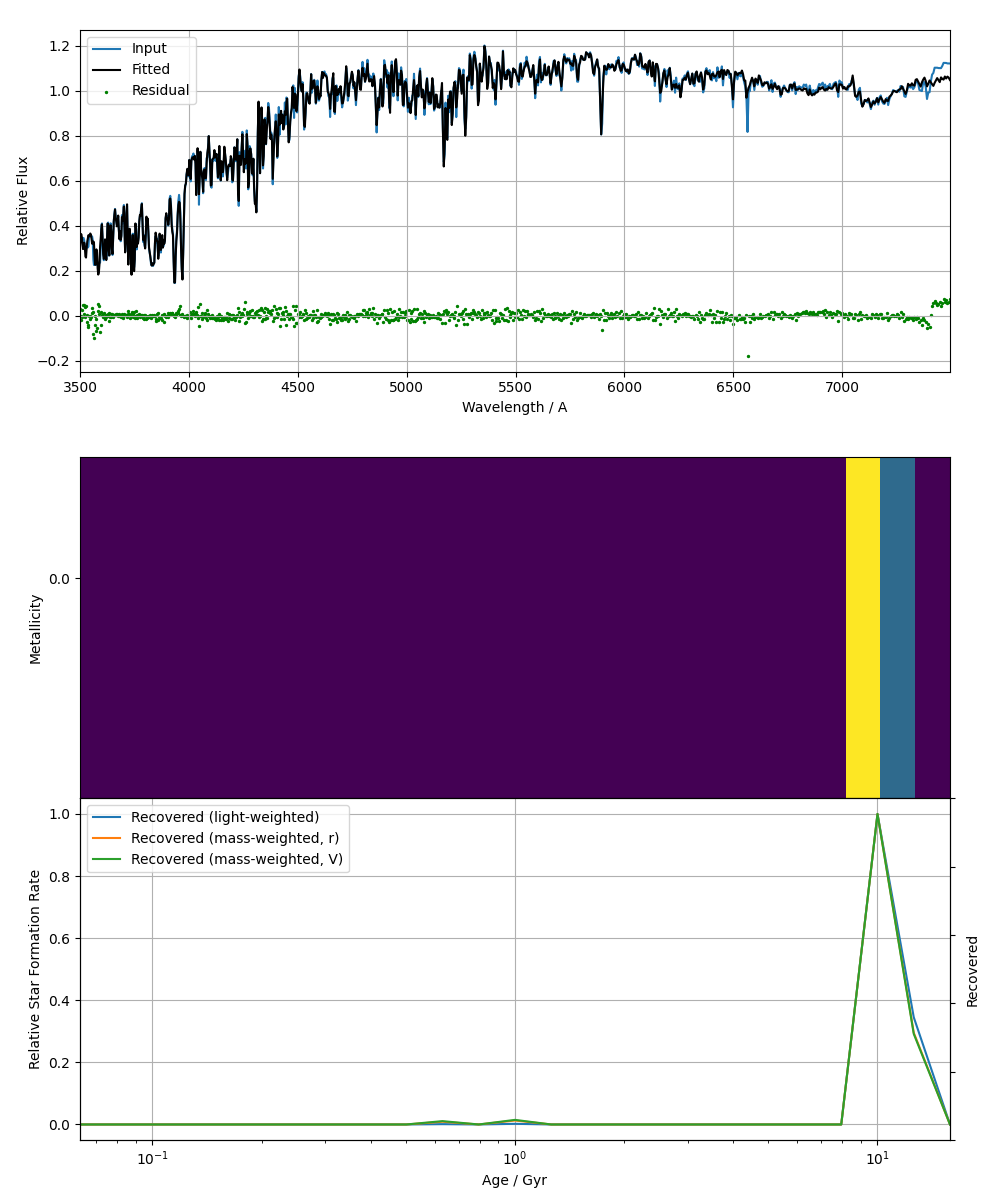 Input
Fitted
Residual
1.2
1.0
0.8
0.6
0.4
0.2
0.0
−0.2
Relative Flux
3500 4000 4500 5000 5500 6000 6500 7000
Wavelength / A
0.0
Metallicity
Recovered (light-weighted)
Recovered (mass-weighted, r)
Recovered (mass-weighted, V)
1.0
0.8
0.6
0.4
0.2
0.0
Relative Star Formation Rate
Recovered
10⁻¹ 10⁰ 10¹
Age / Gyr